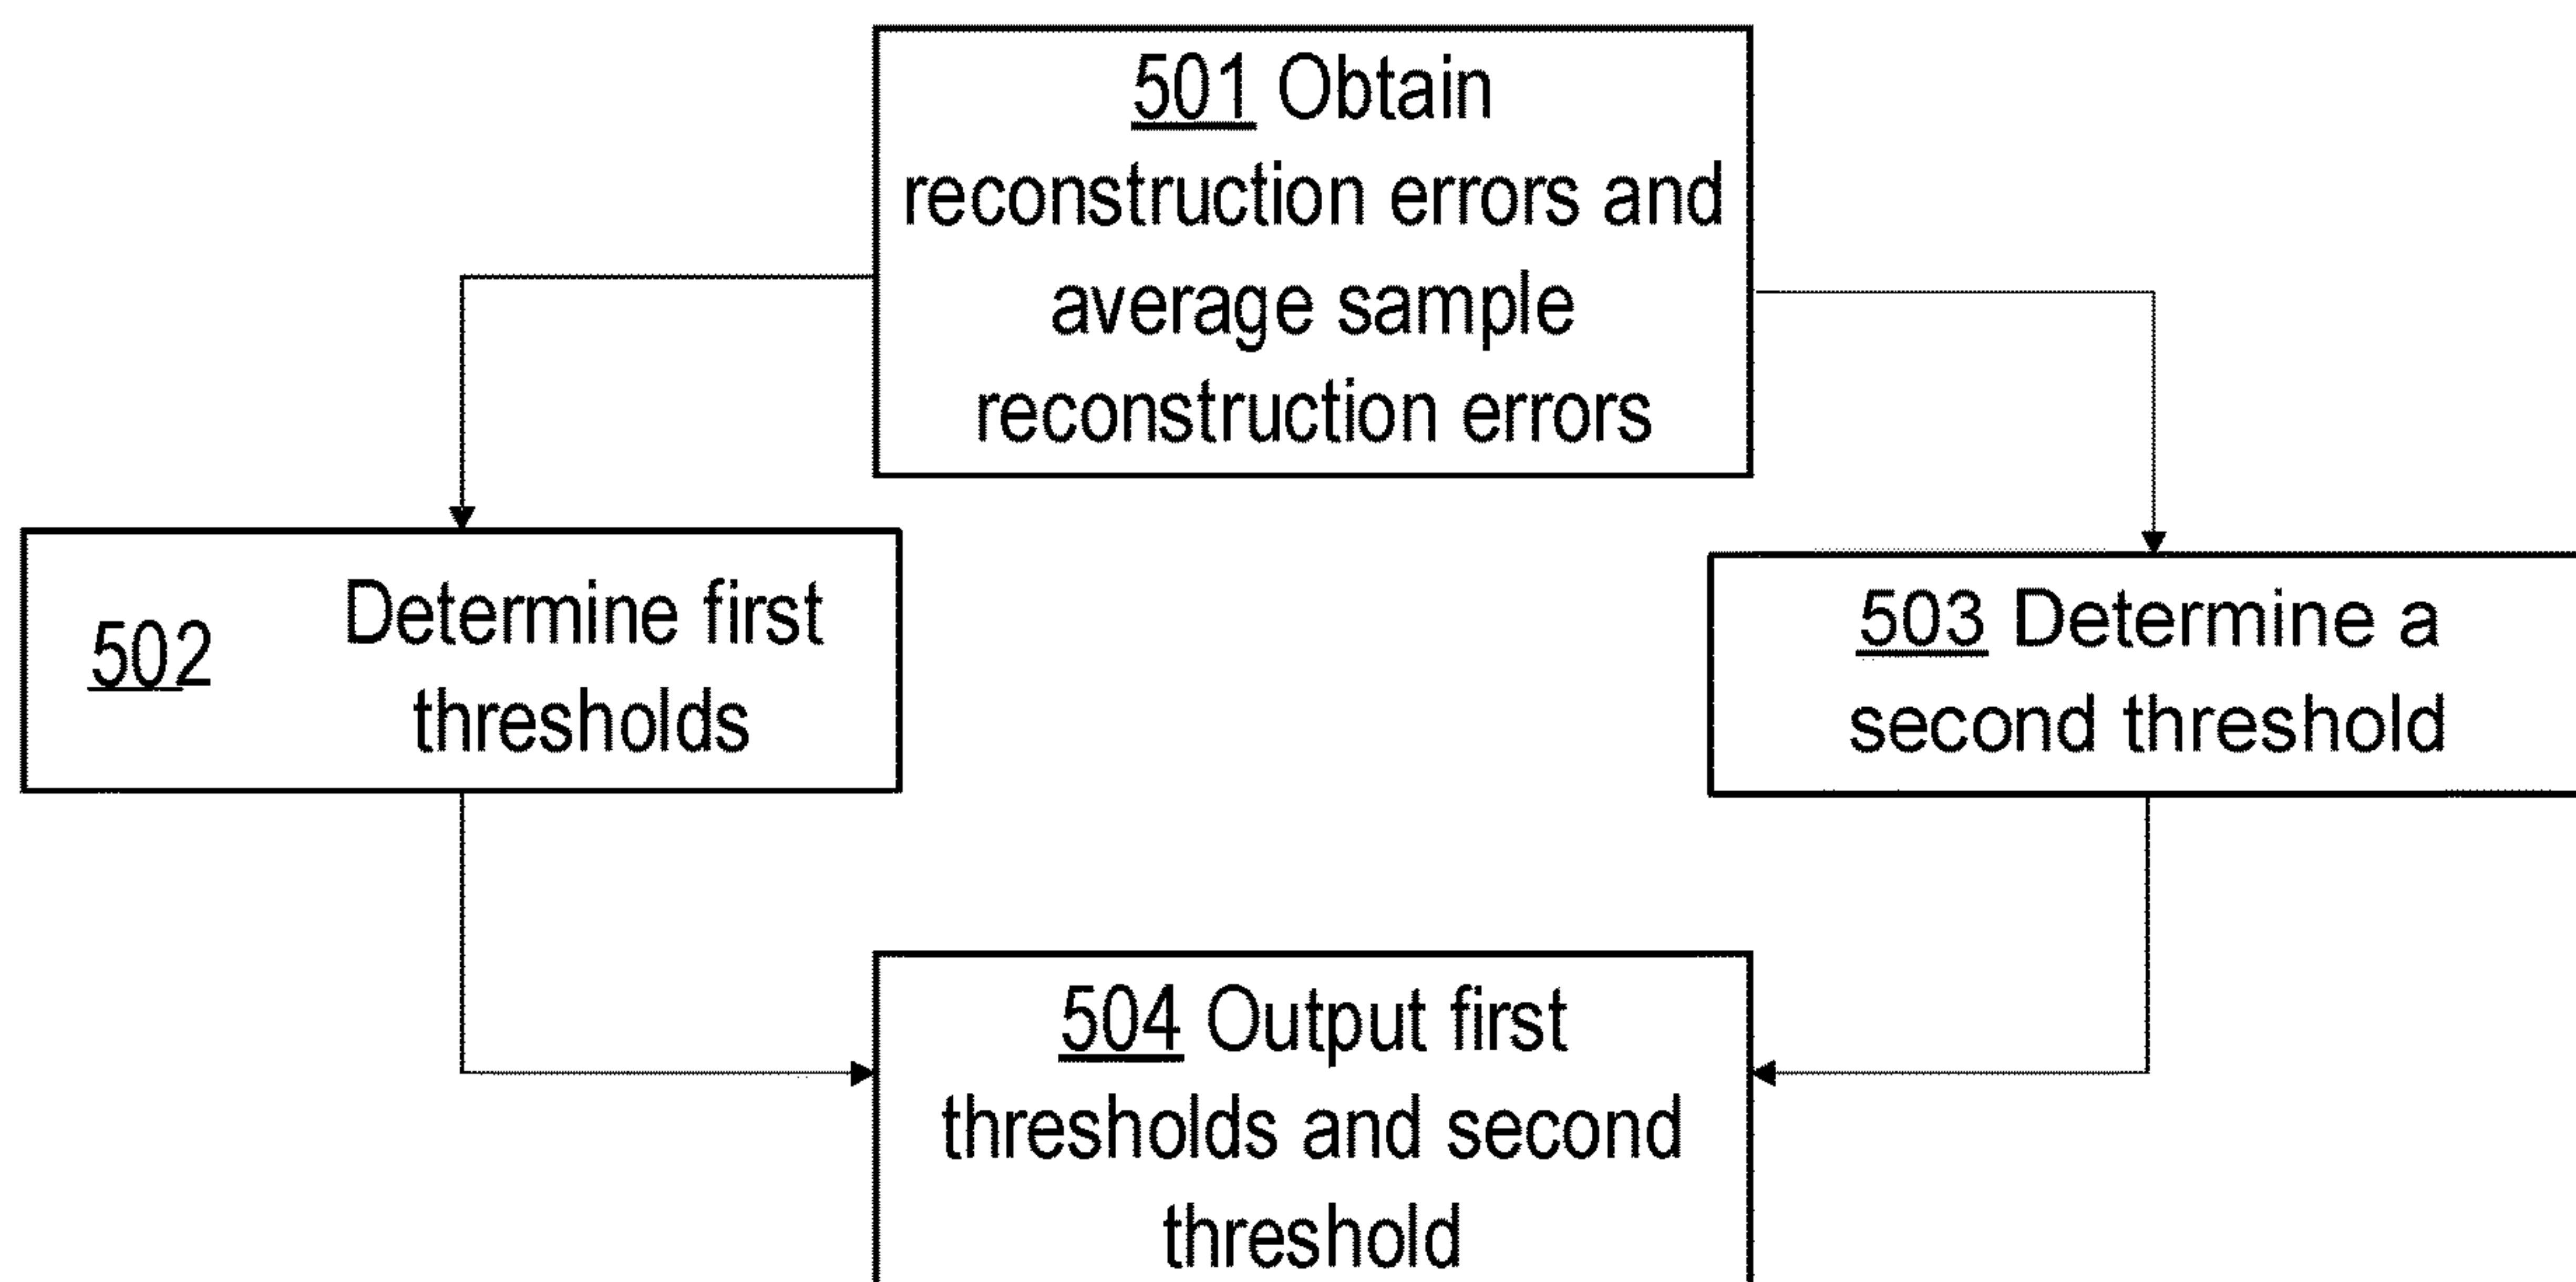 501 Obtain
reconstruction errors and
average sample
reconstruction errors
502 Determine first
thresholds
503 Determine a
second threshold
504 Output first
thresholds and second
threshold